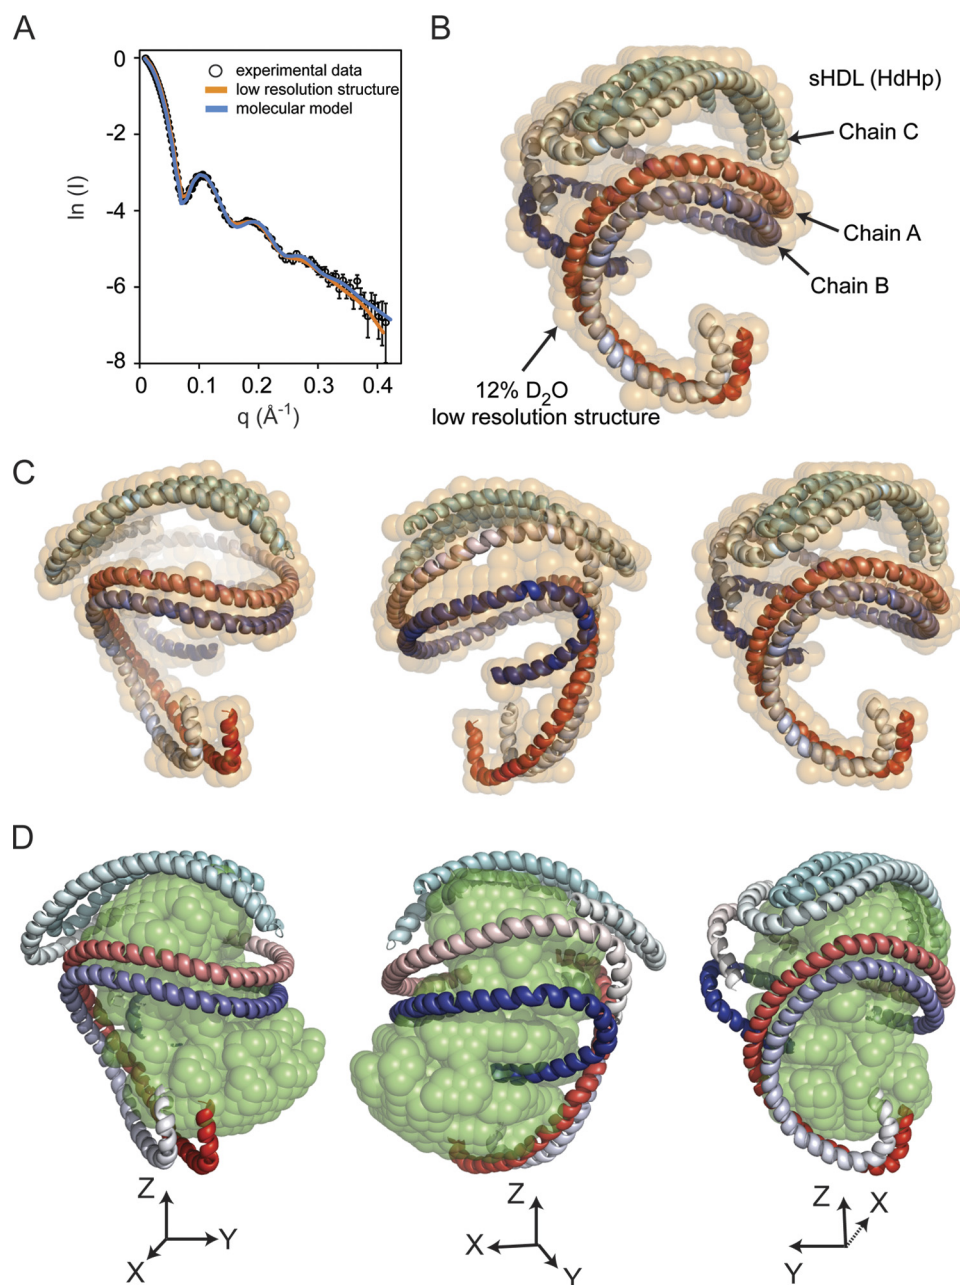 A
0
-2
-4
-6
-8
ln (I)
experimental data
low resolution structure
molecular model
0
0.1
0.2
0.3
0.4
q (Å⁻¹)
B
sHDL (HdHp)
Chain C
Chain A
Chain B
12% D₂O
low resolution structure
C
D
Z
Y
X
Z
X
Y
Z
X
Y